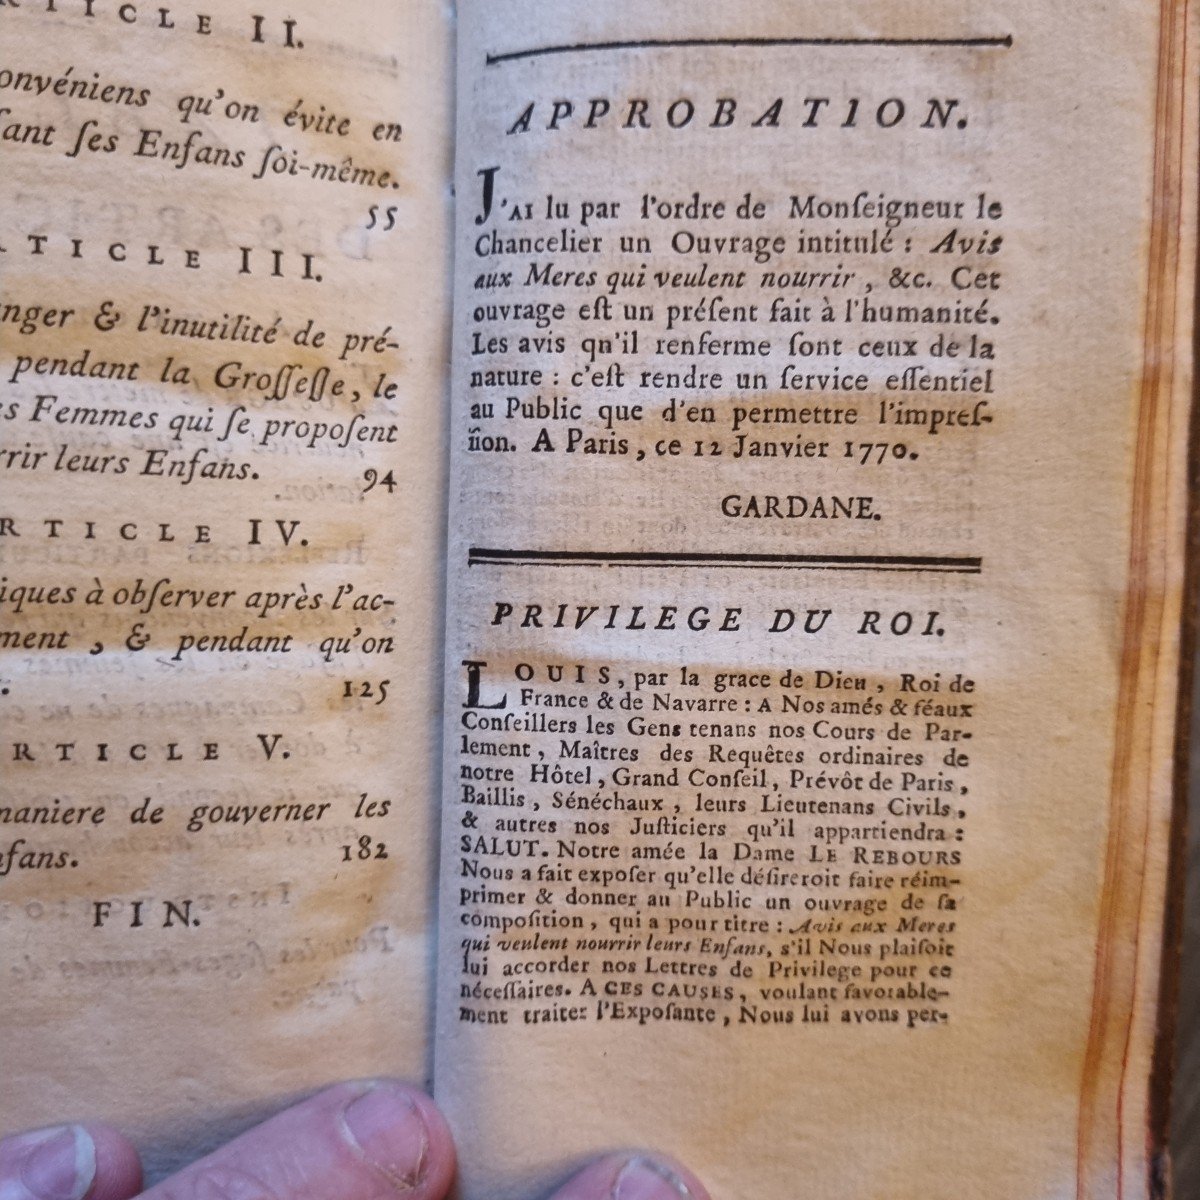 RTICLE II.
onvéniens qu'on évite en
ſant ſes Enfans ſoi-même.
55
RTICLE III.
nger & l'inutilité de pré-
pendant la Groſſeſſe, le
es Femmes qui ſe propoſent
rrir leurs Enfans. 94
RTICLE IV.
iques à obſerver après l'ac-
ment, & pendant qu'on
r. 125
RTICLE V.
maniere de gouverner les
nfans. 182
FIN.
APPROBATION.
J'AI lu par l'ordre de Monſeigneur le
Chancelier un Ouvrage intitulé : Avis
aux Meres qui veulent nourrir, &c. Cet
ouvrage eſt un préſent fait à l'humanité.
Les avis qn'il renferme ſont ceux de la
nature : c'eſt rendre un ſervice eſſentiel
au Public que d'en permettre l'impreſ-
ſion. A Paris, ce 12 Janvier 1770.
GARDANE.
PRIVILEGE DU ROI.
LOUIS, par la grace de Dieu, Roi de
France & de Navarre : A Nos amés & féaux
Conſeillers les Gens tenans nos Cours de Par-
lement, Maîtres des Requêtes ordinaires de
notre Hôtel, Grand Conſeil, Prévôt de Paris,
Baillis, Sénéchaux, leurs Lieutenans Civils,
& autres nos Juſticiers qu'il appartiendra :
SALUT. Notre amée la Dame LE REBOURS
Nous a fait expoſer qu'elle déſireroit faire réim-
primer & donner au Public un ouvrage de ſa
compoſition, qui a pour titre : Avis aux Meres
qui veulent nourrir leurs Enfans, s'il Nous plaiſoit
lui accorder nos Lettres de Privilege pour ce
néceſſaires. A CES CAUSES, voulant favorable-
ment traiter l'Expoſante, Nous lui avons per-